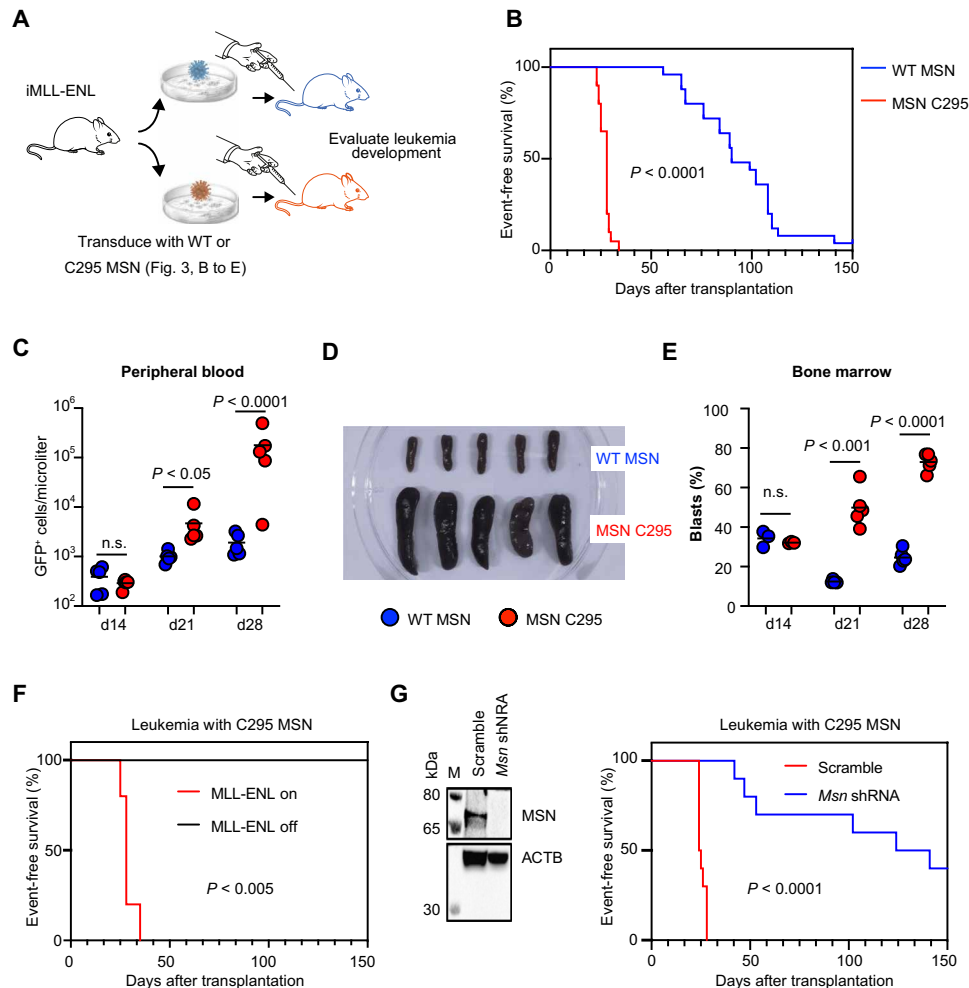 A
iMLL-ENL
Evaluate leukemia
development
Transduce with WT or
C295 MSN (Fig. 3, B to E)
B
Event-free survival (%)
100
50
0
0
50
100
150
Days after transplantation
P < 0.0001
WT MSN
MSN C295
C
Peripheral blood
GFP+ cells/microliter
10^6
10^5
10^4
10^3
10^2
n.s.
P < 0.05
P < 0.0001
d14
d21
d28
D
WT MSN
MSN C295
WT MSN
MSN C295
E
Bone marrow
Blasts (%)
100
80
60
40
20
0
n.s.
P < 0.001
P < 0.0001
d14
d21
d28
F
Leukemia with C295 MSN
Event-free survival (%)
100
50
0
MLL-ENL on
MLL-ENL off
P < 0.005
0
50
100
150
Days after transplantation
G
kDa
M
Scramble
Msn shNRA
80
65
MSN
ACTB
30
Leukemia with C295 MSN
Event-free survival (%)
100
50
0
Scramble
Msn shRNA
P < 0.0001
0
50
100
150
Days after transplantation